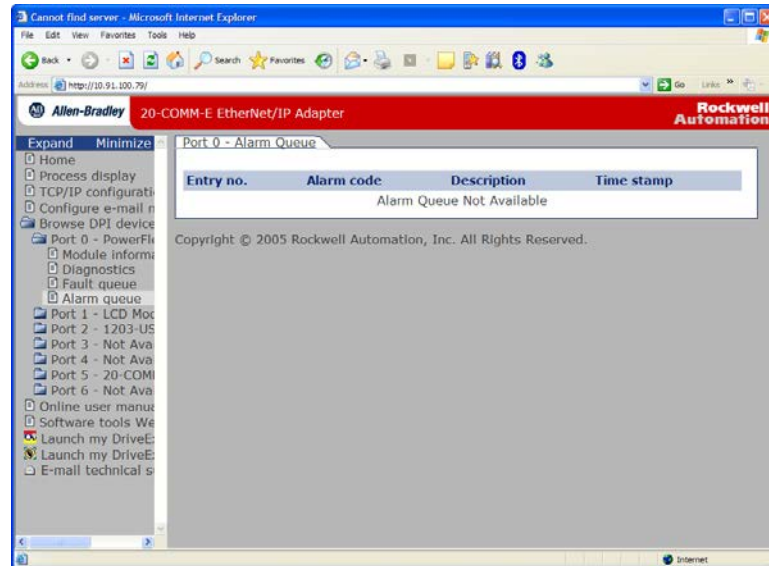 Cannot find server - Microsoft Internet Explorer
File Edit View Favorites Tools Help
Back Search Favorites
Address http://10.91.100.79/ Go Links »
AB Allen-Bradley 20-COMM-E EtherNet/IP Adapter Rockwell Automation
Expand Minimize
Home
Process display
TCP/IP configurati
Configure e-mail n
Browse DPI device
Port 0 - PowerFl
Module informa
Diagnostics
Fault queue
Alarm queue
Port 1 - LCD Mod
Port 2 - 1203-US
Port 3 - Not Ava
Port 4 - Not Ava
Port 5 - 20-COM
Port 6 - Not Ava
Online user manua
Software tools We
Launch my DriveE
Launch my DriveE
E-mail technical s
Port 0 - Alarm Queue
Entry no. Alarm code Description Time stamp
Alarm Queue Not Available
Copyright © 2005 Rockwell Automation, Inc. All Rights Reserved.
Internet